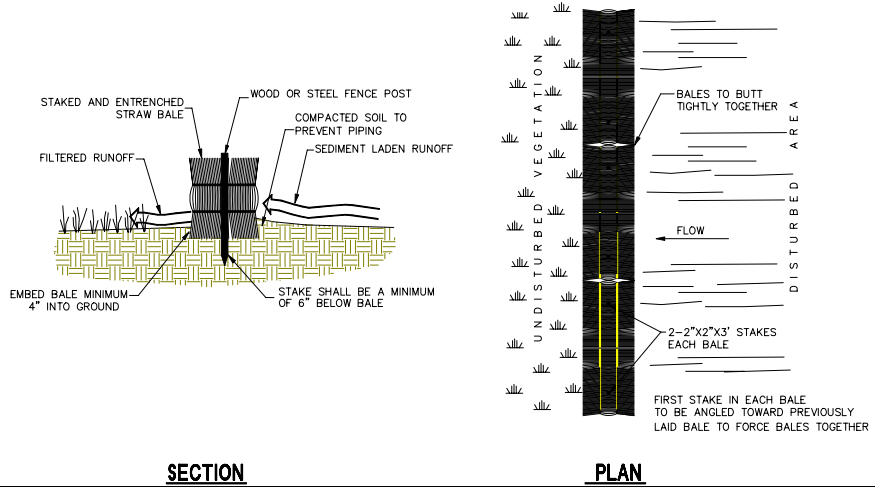 STAKED AND ENTRENCHED
STRAW BALE
WOOD OR STEEL FENCE POST
COMPACTED SOIL TO
PREVENT PIPING
FILTERED RUNOFF
SEDIMENT LADEN RUNOFF
EMBED BALE MINIMUM
4" INTO GROUND
STAKE SHALL BE A MINIMUM
OF 6" BELOW BALE
SECTION
UNDISTURBED VEGETATION
BALES TO BUTT
TIGHTLY TOGETHER
DISTURBED AREA
FLOW
2-2"X2"X3' STAKES
EACH BALE
FIRST STAKE IN EACH BALE
TO BE ANGLED TOWARD PREVIOUSLY
LAID BALE TO FORCE BALES TOGETHER
PLAN